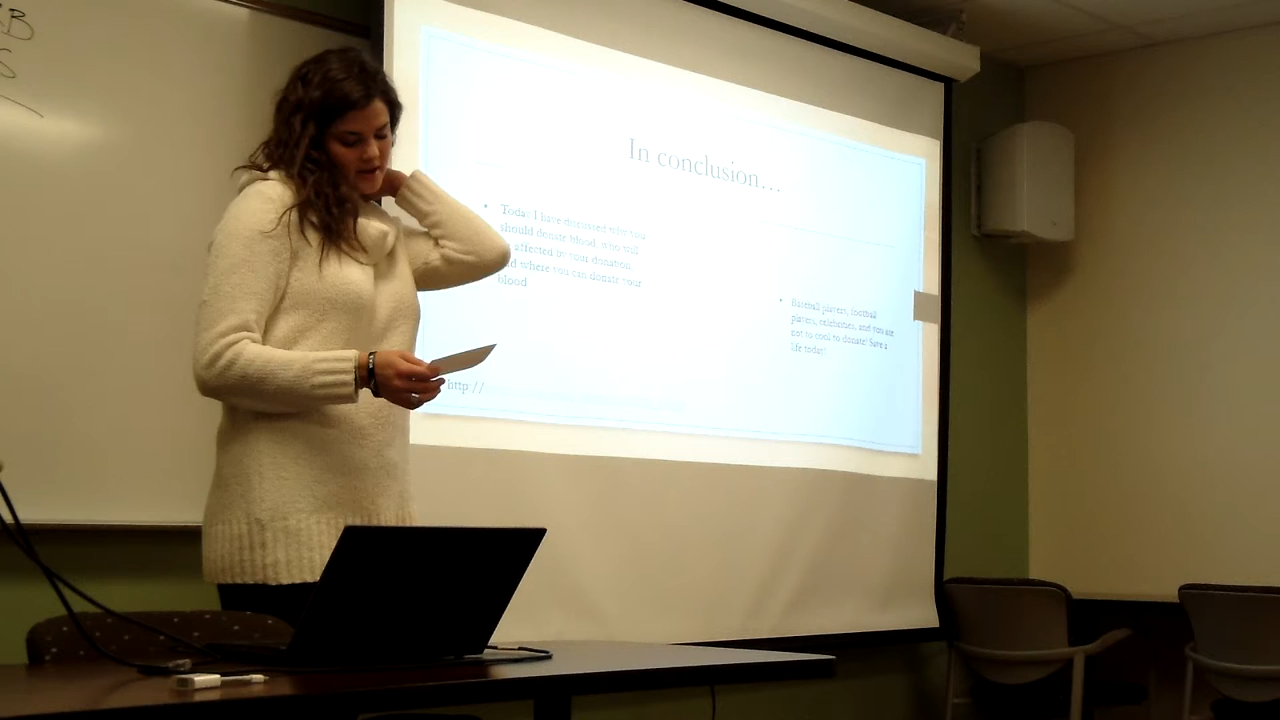 B
S
In conclusion...
Today I have discussed why you
should donate blood, who will
affected by your donation,
where you can donate your
blood
Baseball players, football
players, celebrities, and you are
not to cool to donate! Save a
life today!
http://